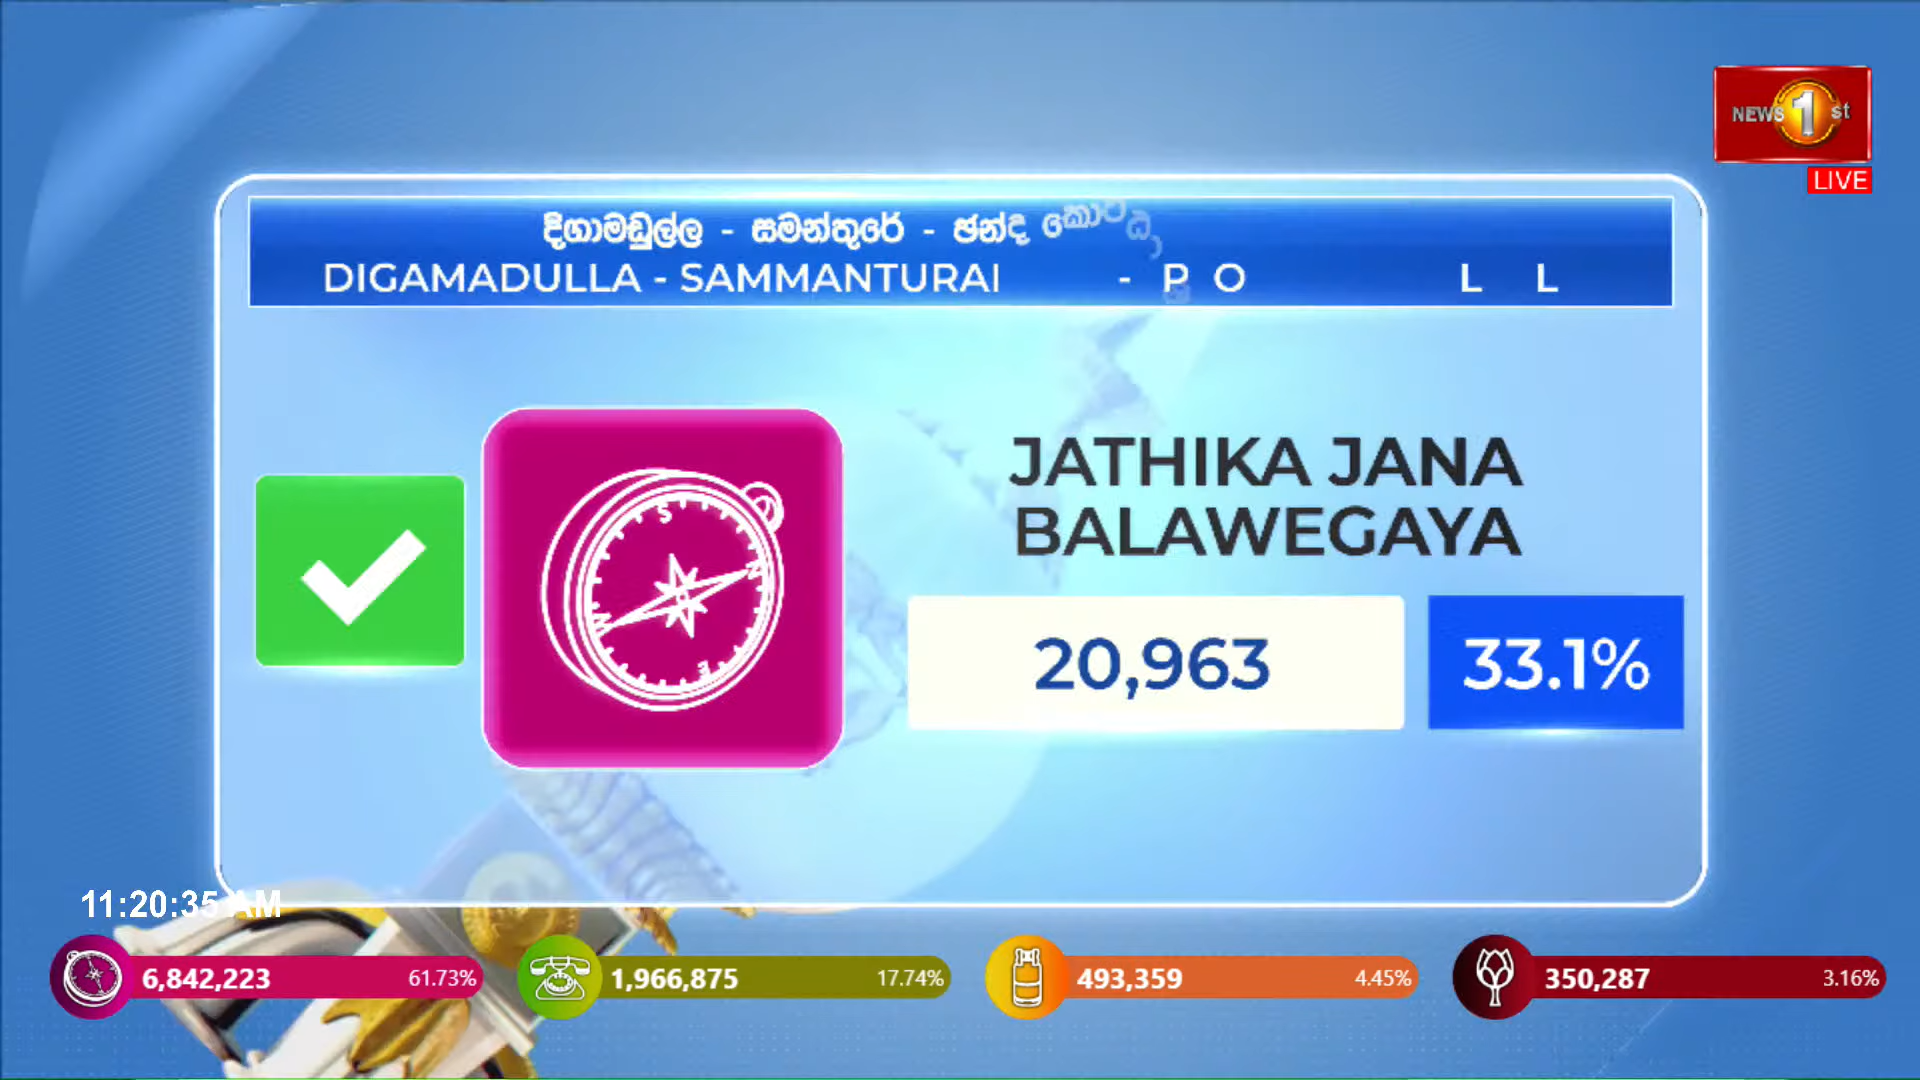 NEWS 1st
LIVE
දිගාමඩුල්ල - සමන්තුරේ - ඡන්ද
DIGAMADULLA - SAMMANTURAI - P O L L
JATHIKA JANA
BALAWEGAYA
20,963
33.1%
11:20:35 AM
6,842,223 61.73%
1,966,875 17.74%
493,359 4.45%
350,287 3.16%